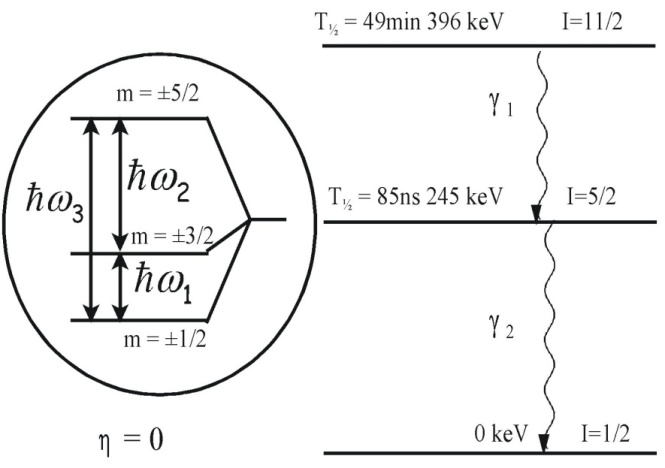 T½ = 49min 396 keV I=11/2
m = ±5/2
γ 1
ħω2
ħω3
T½ = 85ns 245 keV I=5/2
m = ±3/2
ħω1
m = ±1/2
γ 2
η = 0
0 keV I=1/2